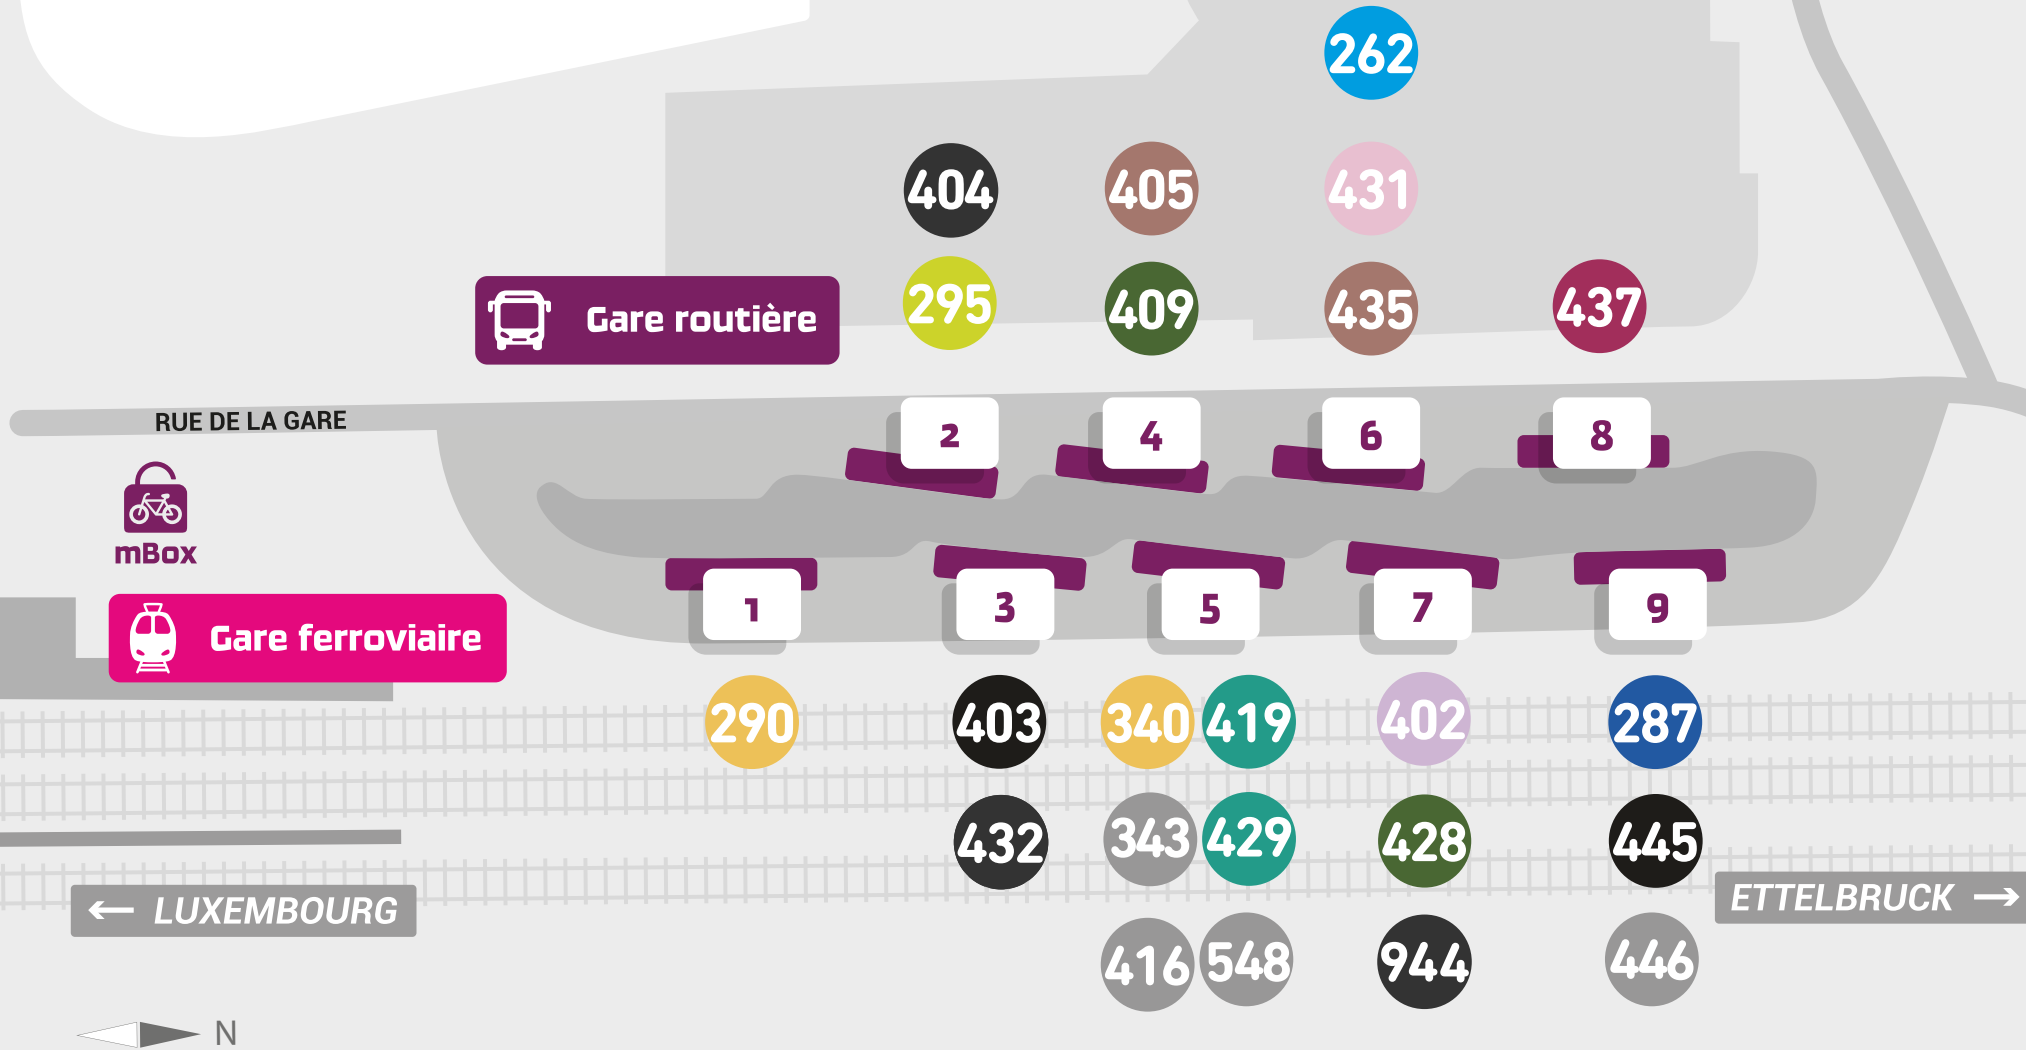 262
404 405 431
295 409 435 437
Gare routière
RUE DE LA GARE
2 4 6 8
mBox
1 3 5 7 9
Gare ferroviaire
290 403 340 419 402 287
432 343 429 428 445
← LUXEMBOURG
ETTELBRUCK →
416 548 944 446
N